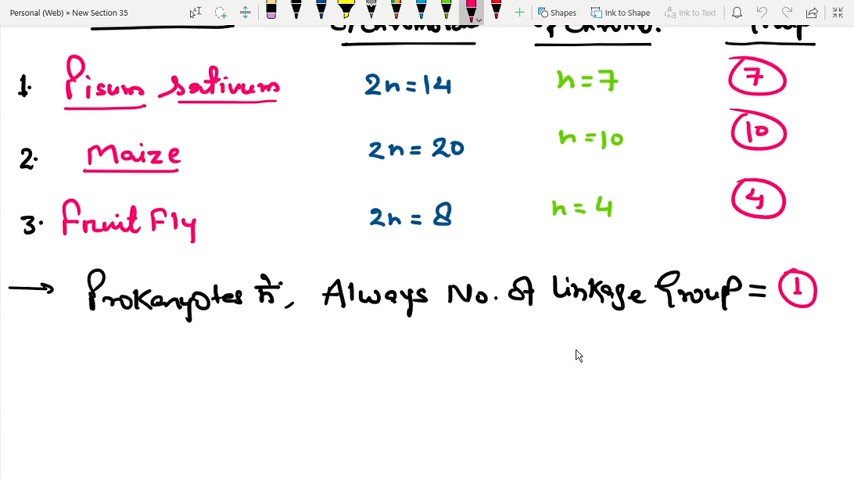 Personal (Web) » New Section 35
Shapes
Ink to Shape
Ink to Text
1. Pisum sativum 2n = 14 n = 7 7
2. Maize 2n = 20 n = 10 10
3. Fruit Fly 2n = 8 n = 4 4
→ Prokaryotes में, Always No. of Linkage Group = 1